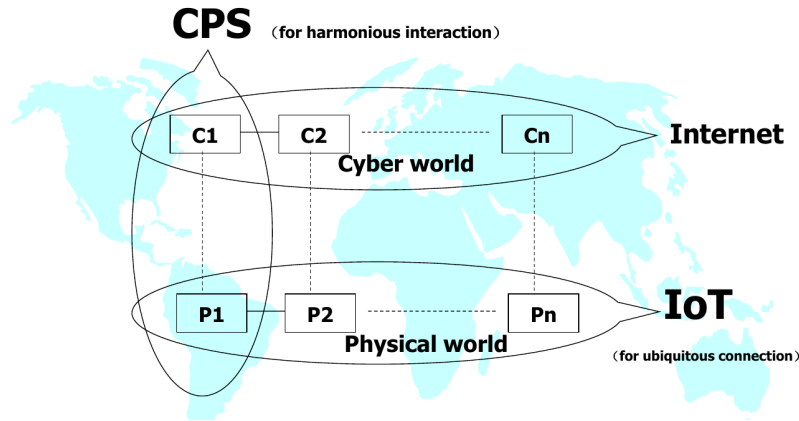 CPS （for harmonious interaction）
C1 C2 Cn Internet
Cyber world
P1 P2 Pn IoT
Physical world
（for ubiquitous connection）